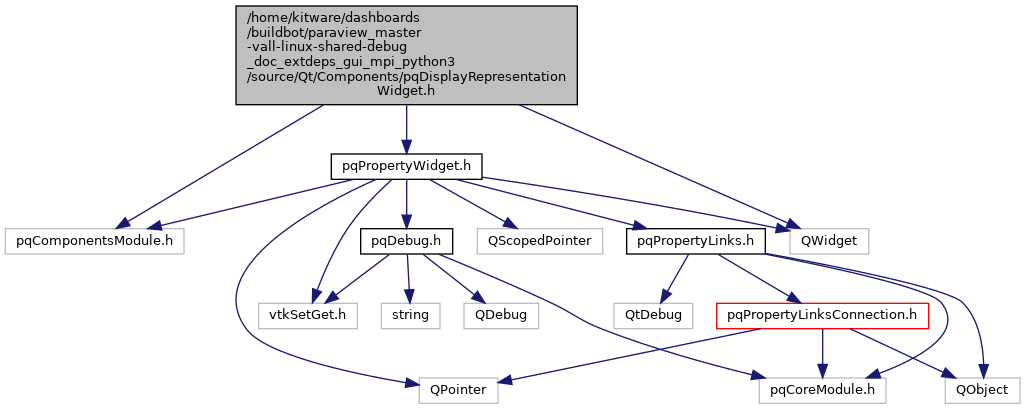 /home/kitware/dashboards
/buildbot/paraview_master
-vall-linux-shared-debug
_doc_extdeps_gui_mpi_python3
/source/Qt/Components/pqDisplayRepresentation
Widget.h
pqPropertyWidget.h
pqComponentsModule.h
pqDebug.h
QScopedPointer
pqPropertyLinks.h
QWidget
vtkSetGet.h
string
QDebug
QtDebug
pqPropertyLinksConnection.h
QPointer
pqCoreModule.h
QObject